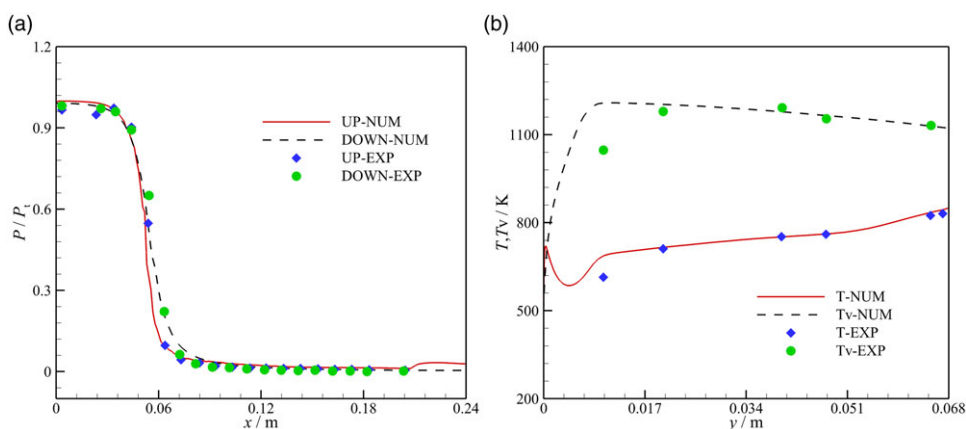 (a)
1.2
0.9
0.6
0.3
0
P / Pt
UP-NUM
DOWN-NUM
UP-EXP
DOWN-EXP
0 0.06 0.12 0.18 0.24
x / m
(b)
1400
1100
800
500
200
T,Tv / K
T-NUM
Tv-NUM
T-EXP
Tv-EXP
0 0.017 0.034 0.051 0.068
y / m